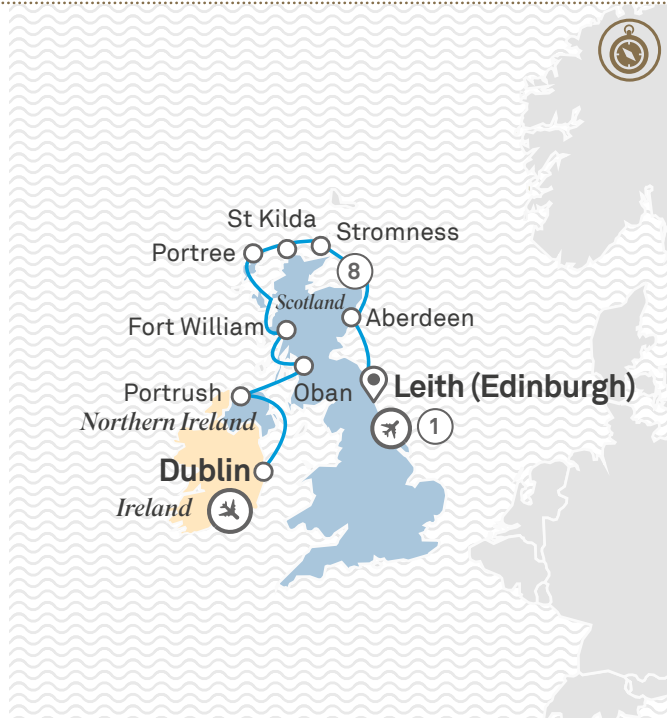 St Kilda
Stromness
Portree
8
Scotland
Fort William
Aberdeen
Portrush
Oban
Leith (Edinburgh)
Northern Ireland
1
Dublin
Ireland